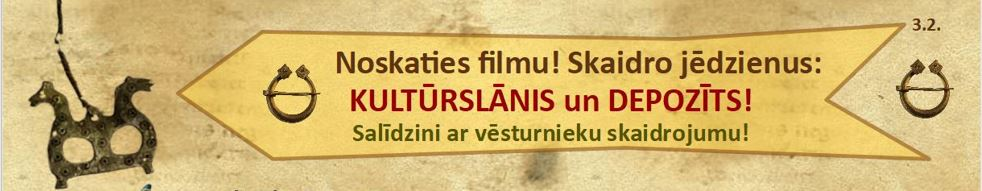 3.2.
Noskaties filmu! Skaidro jēdzienus:
KULTŪRSLĀNIS un DEPOZĪTS!
Salīdzini ar vēsturnieku skaidrojumu!